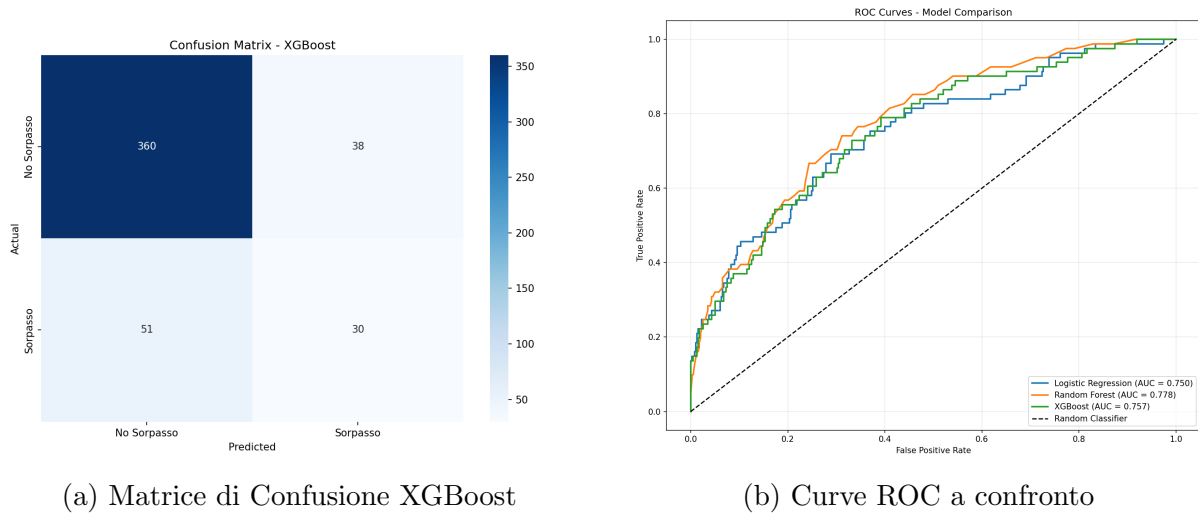 Confusion Matrix - XGBoost
No Sorpasso
Sorpasso
Actual
360
38
51
30
No Sorpasso
Sorpasso
Predicted
350
300
250
200
150
100
50
(a) Matrice di Confusione XGBoost
ROC Curves - Model Comparison
True Positive Rate
1.0
0.8
0.6
0.4
0.2
0.0
0.0
0.2
0.4
0.6
0.8
1.0
False Positive Rate
Logistic Regression (AUC = 0.750)
Random Forest (AUC = 0.778)
XGBoost (AUC = 0.757)
Random Classifier
(b) Curve ROC a confronto